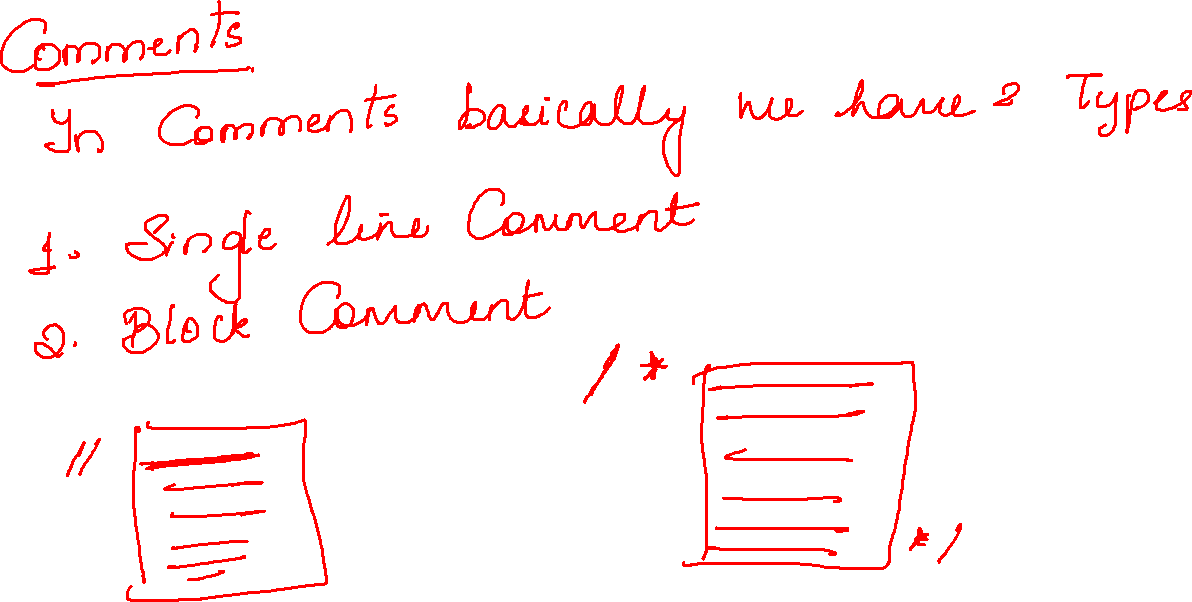 Comments
In Comments basically we have 2 Types
1. Single line Comment
2. Block Comment
/ *
//
* /